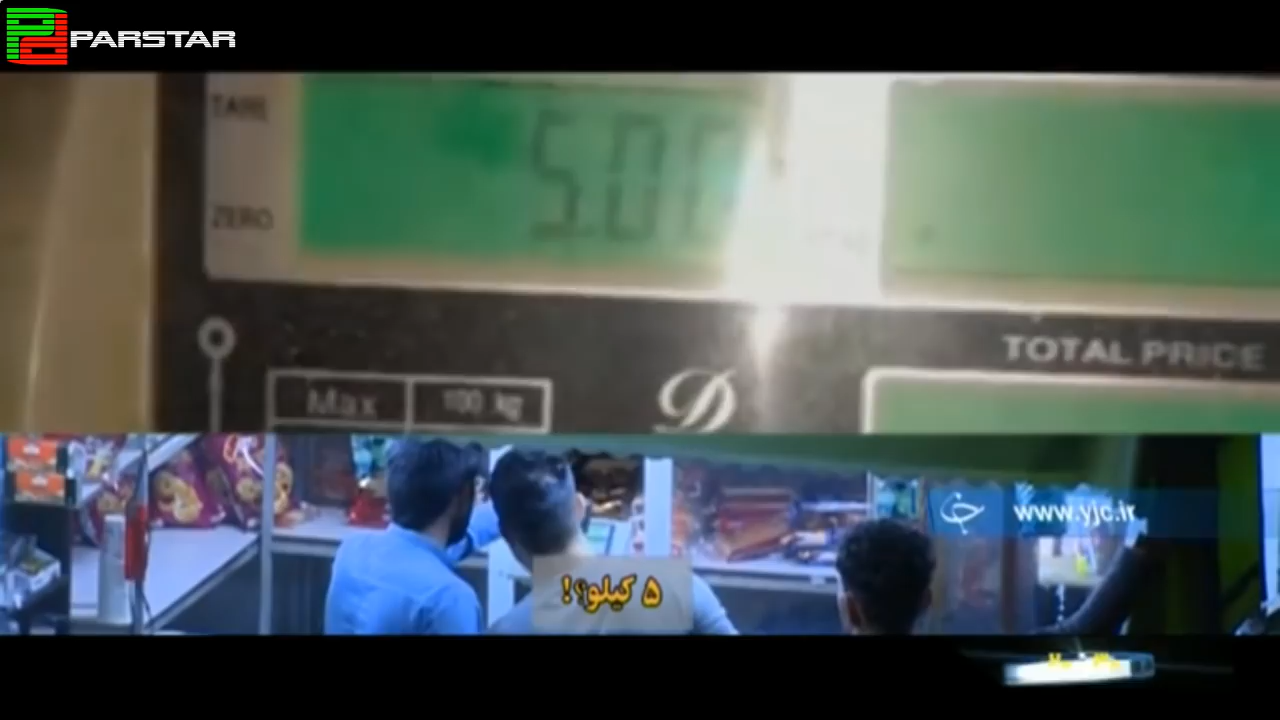 PARSTAR
TARE
5.00
ZERO
TOTAL PRICE
Max 100 kg
D
www.yjc.ir
۵ کیلو؟!